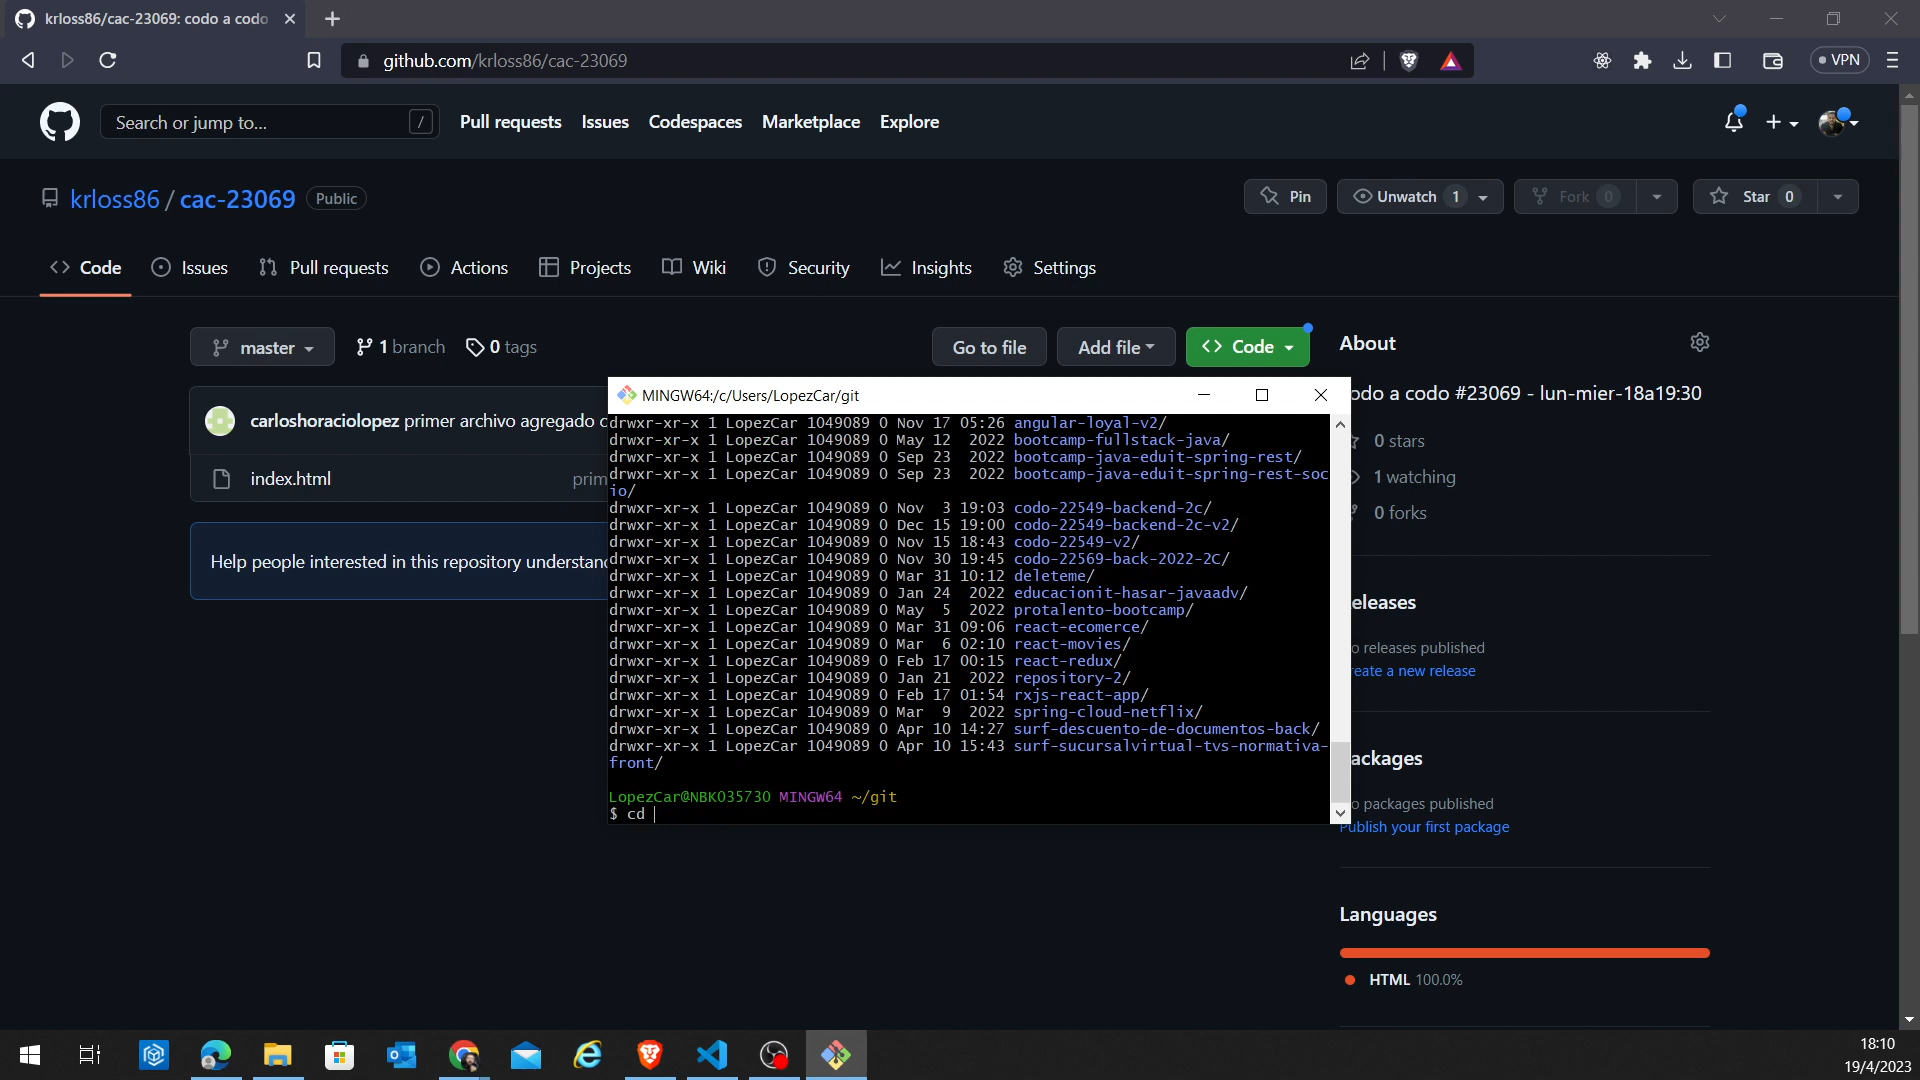 krloss86/cac-23069: codo a codo
github.com/krloss86/cac-23069
VPN
Search or jump to...
/
Pull requests
Issues
Codespaces
Marketplace
Explore
krloss86 / cac-23069
Public
Pin
Unwatch 1
Fork 0
Star 0
Code
Issues
Pull requests
Actions
Projects
Wiki
Security
Insights
Settings
master
1 branch
0 tags
Go to file
Add file
Code
About
odo a codo #23069 - lun-mier-18a19:30
carloshoraciolopez primer archivo agregado
index.html
prim
Help people interested in this repository understan
MINGW64:/c/Users/LopezCar/git
drwxr-xr-x 1 LopezCar 1049089 0 Nov 17 05:26 angular-loyal-v2/
drwxr-xr-x 1 LopezCar 1049089 0 May 12  2022 bootcamp-fullstack-java/
drwxr-xr-x 1 LopezCar 1049089 0 Sep 23  2022 bootcamp-java-eduit-spring-rest/
drwxr-xr-x 1 LopezCar 1049089 0 Sep 23  2022 bootcamp-java-eduit-spring-rest-soc
io/
drwxr-xr-x 1 LopezCar 1049089 0 Nov  3 19:03 codo-22549-backend-2c/
drwxr-xr-x 1 LopezCar 1049089 0 Dec 15 19:00 codo-22549-backend-2c-v2/
drwxr-xr-x 1 LopezCar 1049089 0 Nov 15 18:43 codo-22549-v2/
drwxr-xr-x 1 LopezCar 1049089 0 Nov 30 19:45 codo-22569-back-2022-2C/
drwxr-xr-x 1 LopezCar 1049089 0 Mar 31 10:12 deleteme/
drwxr-xr-x 1 LopezCar 1049089 0 Jan 24  2022 educacionit-hasar-javaadv/
drwxr-xr-x 1 LopezCar 1049089 0 May  5  2022 protalento-bootcamp/
drwxr-xr-x 1 LopezCar 1049089 0 Mar 31 09:06 react-ecomerce/
drwxr-xr-x 1 LopezCar 1049089 0 Mar  6 02:10 react-movies/
drwxr-xr-x 1 LopezCar 1049089 0 Feb 17 00:15 react-redux/
drwxr-xr-x 1 LopezCar 1049089 0 Jan 21  2022 repository-2/
drwxr-xr-x 1 LopezCar 1049089 0 Feb 17 01:54 rxjs-react-app/
drwxr-xr-x 1 LopezCar 1049089 0 Mar  9  2022 spring-cloud-netflix/
drwxr-xr-x 1 LopezCar 1049089 0 Apr 10 14:27 surf-descuento-de-documentos-back/
drwxr-xr-x 1 LopezCar 1049089 0 Apr 10 15:43 surf-sucursalvirtual-tvs-normativa-
front/
LopezCar@NBK035730 MINGW64 ~/git
$ cd
0 stars
1 watching
0 forks
eleases
o releases published
reate a new release
ackages
o packages published
Publish your first package
Languages
HTML 100.0%
18:10
19/4/2023